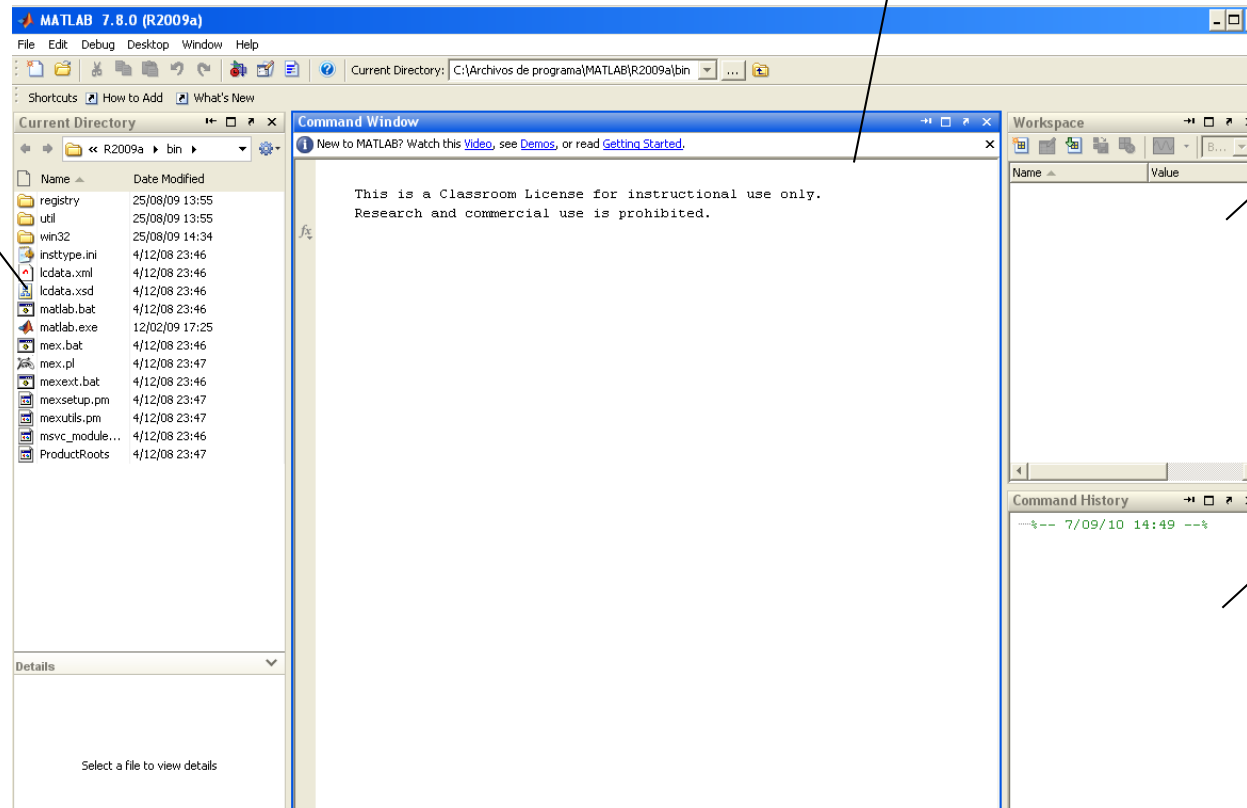 MATLAB 7.8.0 (R2009a)
File Edit Debug Desktop Window Help
Current Directory: C:\Archivos de programa\MATLAB\R2009a\bin ...
Shortcuts How to Add What's New
Current Directory
« R2009a bin
Name Date Modified
registry 25/08/09 13:55
util 25/08/09 13:55
win32 25/08/09 14:34
insttype.ini 4/12/08 23:46
lcdata.xml 4/12/08 23:46
lcdata.xsd 4/12/08 23:46
matlab.bat 4/12/08 23:46
matlab.exe 12/02/09 17:25
mex.bat 4/12/08 23:46
mex.pl 4/12/08 23:47
mexext.bat 4/12/08 23:46
mexsetup.pm 4/12/08 23:47
mexutils.pm 4/12/08 23:47
msvc_module... 4/12/08 23:46
ProductRoots 4/12/08 23:47
Details
Select a file to view details
Command Window
New to MATLAB? Watch this Video, see Demos, or read Getting Started.
This is a Classroom License for instructional use only.
Research and commercial use is prohibited.
fx
Workspace
B...
Name Value
Command History
%-- 7/09/10 14:49 --%